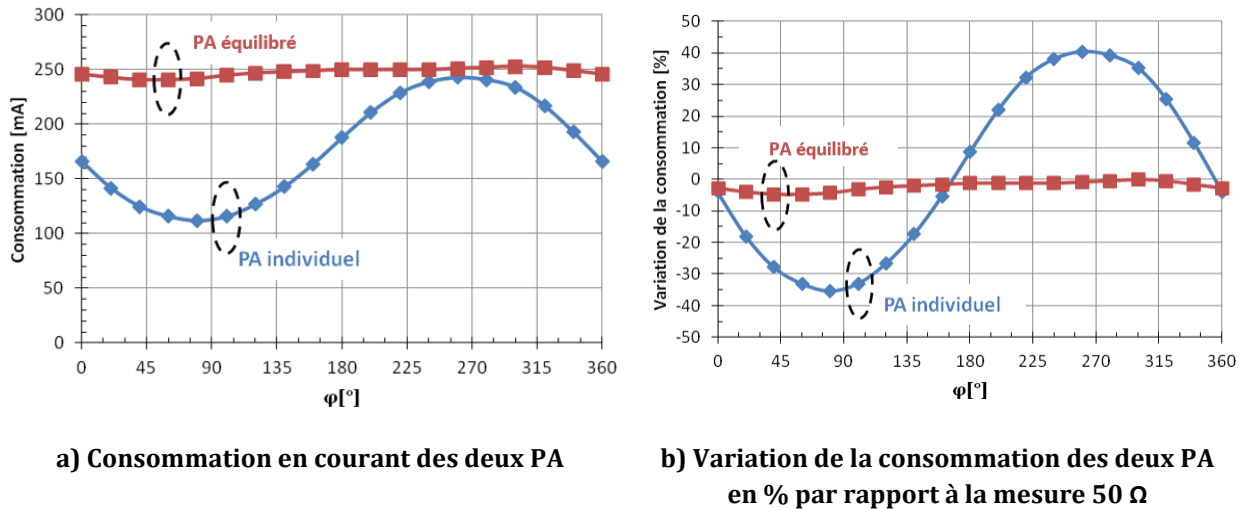 300
250
200
150
100
50
0
Consommation [mA]
PA équilibré
PA individuel
0 45 90 135 180 225 270 315 360
φ[°]
a) Consommation en courant des deux PA
50
40
30
20
10
0
-10
-20
-30
-40
-50
Variation de la consommation [%]
PA équilibré
PA individuel
0 45 90 135 180 225 270 315 360
φ[°]
b) Variation de la consommation des deux PA
en % par rapport à la mesure 50 Ω